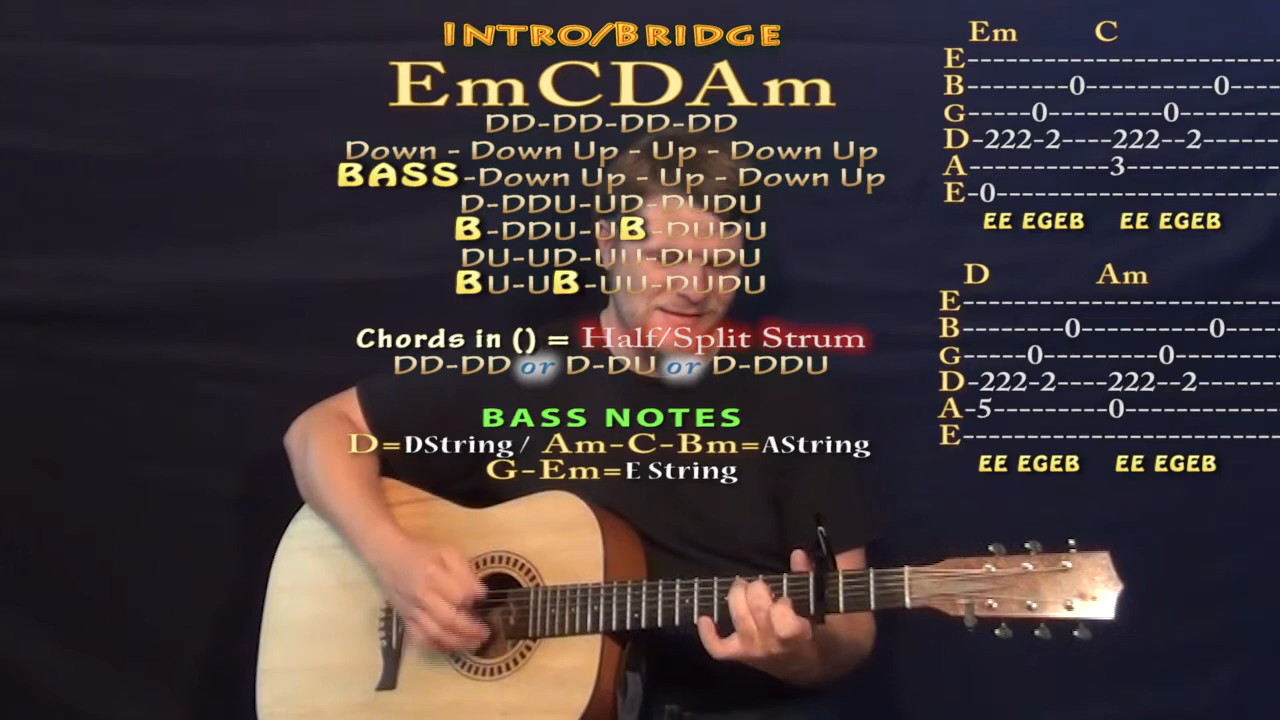 INTRO/BRIDGE
EmCDAm
DD-DD-DD-DD
Down - Down Up - Up - Down Up
BASS-Down Up - Up - Down Up
D-DDU-UD-DUDU
B-DDU-UB-DUDU
DU-UD-UU-DUDU
BU-UB-UU-DUDU
Chords in () = Half/Split Strum
DD-DD or D-DU or D-DDU
BASS NOTES
D=DString / Am-C-Bm=AString
G-Em=E String
Em C
E-----------------------------
B---------0-----------0----
G------0----------0--------
D-222-2----222--2------
A------------3--------------
E-0---------------------------
EE EGEB EE EGEB
D Am
E-----------------------------
B---------0-----------0----
G------0----------0--------
D-222-2----222--2------
A-5----------0--------------
E-----------------------------
EE EGEB EE EGEB